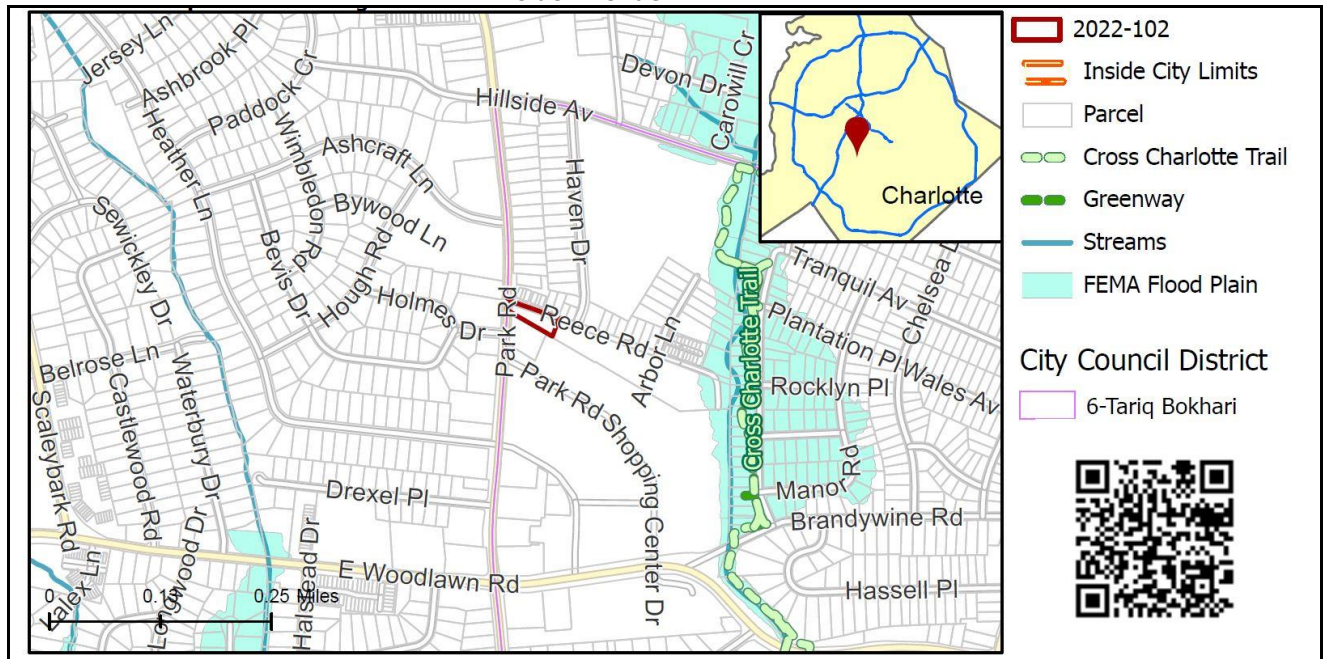 Jersey Ln
Ashbrook Pl
Paddock Cr
Heather Ln
Wimbledon Rd
Ashcraft Ln
Bywood Ln
Hillside Av
Devon Dr
Carowill Cr
Haven Dr
Sewickley Dr
Bevis Dr
Hough Rd
Holmes Dr
Park Rd
Reece Rd
Arbor Ln
Cross Charlotte Trail
Tranquil Av
Plantation Pl
Wales Av
Rocklyn Pl
Belrose Ln
Castlewood Rd
Waterbury Dr
Scaleybark Rd
Park Rd Shopping Center Dr
Drexel Pl
Manor Rd
Brandywine Rd
E Woodlawn Rd
Halstead Dr
Longwood Dr
Hassell Pl
0 0.15 0.25 Miles
Charlotte
2022-102
Inside City Limits
Parcel
Cross Charlotte Trail
Greenway
Streams
FEMA Flood Plain
City Council District
6-Tariq Bokhari